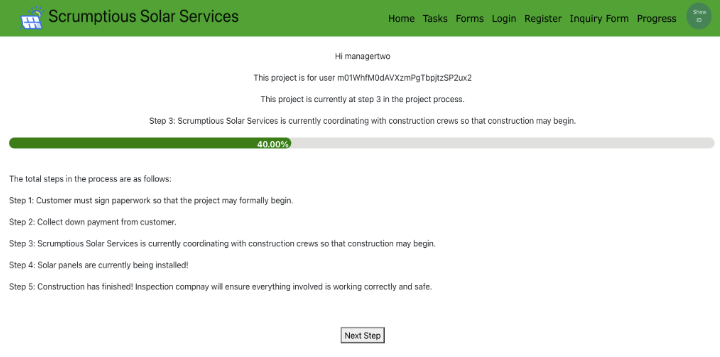 Scrumptious Solar Services
Home Tasks Forms Login Register Inquiry Form Progress
Show
ID
Hi managertwo
This project is for user m01WhfM0dAVXzmPgTbpjtzSP2ux2
This project is currently at step 3 in the project process.
Step 3: Scrumptious Solar Services is currently coordinating with construction crews so that construction may begin.
40.00%
The total steps in the process are as follows:
Step 1: Customer must sign paperwork so that the project may formally begin.
Step 2: Collect down payment from customer.
Step 3: Scrumptious Solar Services is currently coordinating with construction crews so that construction may begin.
Step 4: Solar panels are currently being installed!
Step 5: Construction has finished! Inspection compnay will ensure everything involved is working correctly and safe.
Next Step